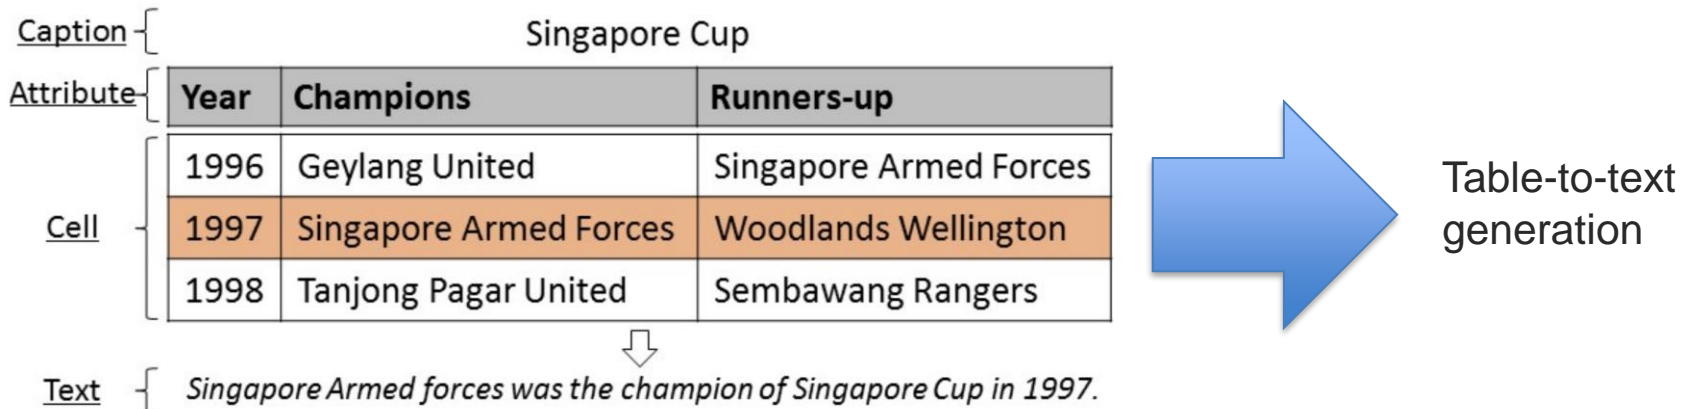 Caption Singapore Cup
Attribute Year Champions Runners-up
1996 Geylang United Singapore Armed Forces
Cell 1997 Singapore Armed Forces Woodlands Wellington
1998 Tanjong Pagar United Sembawang Rangers
Text Singapore Armed forces was the champion of Singapore Cup in 1997.
Table-to-text
generation